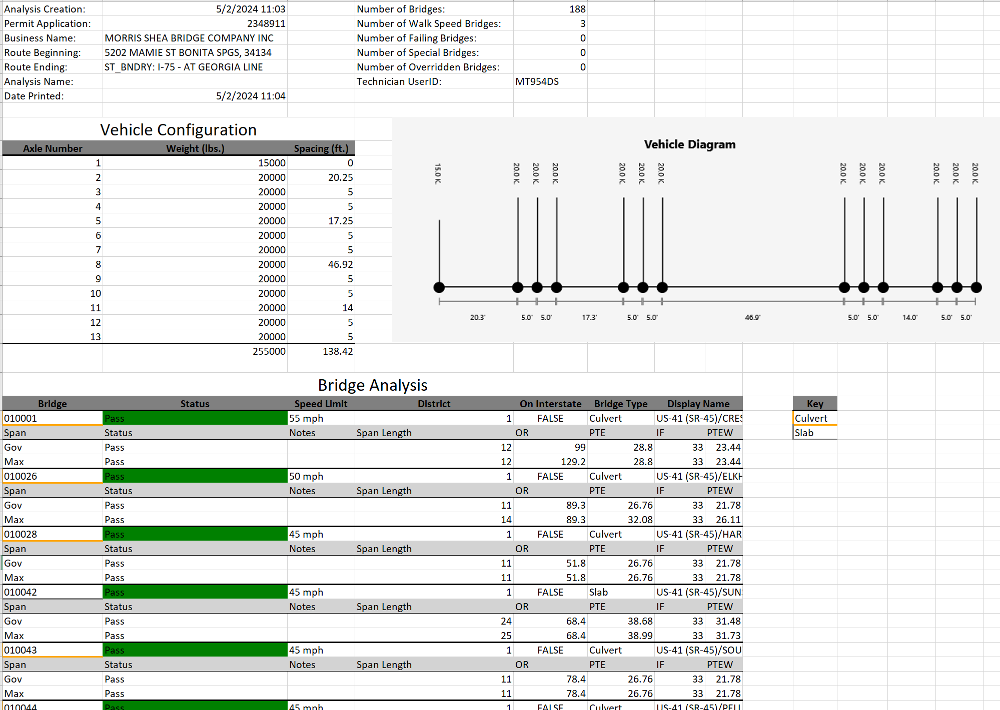 Analysis Creation: 5/2/2024 11:03 Number of Bridges: 188
Permit Application: 2348911 Number of Walk Speed Bridges: 3
Business Name: MORRIS SHEA BRIDGE COMPANY INC Number of Failing Bridges: 0
Route Beginning: 5202 MAMIE ST BONITA SPGS, 34134 Number of Special Bridges: 0
Route Ending: ST_BNDRY: I-75 - AT GEORGIA LINE Number of Overridden Bridges: 0
Analysis Name: Technician UserID: MT954DS
Date Printed: 5/2/2024 11:04
Vehicle Configuration
Axle Number Weight (lbs.) Spacing (ft.)
1 15000 0
2 20000 20.25
3 20000 5
4 20000 5
5 20000 17.25
6 20000 5
7 20000 5
8 20000 46.92
9 20000 5
10 20000 5
11 20000 14
12 20000 5
13 20000 5
255000 138.42
Vehicle Diagram
15.0 K. 20.0 K. 20.0 K. 20.0 K. 20.0 K. 20.0 K. 20.0 K. 20.0 K. 20.0 K. 20.0 K. 20.0 K. 20.0 K. 20.0 K.
20.3' 5.0' 5.0' 17.3' 5.0' 5.0' 46.9' 5.0' 5.0' 14.0' 5.0' 5.0'
Bridge Analysis
Bridge Status Speed Limit District On Interstate Bridge Type Display Name Key
010001 Pass 55 mph 1 FALSE Culvert US-41 (SR-45)/CRES Culvert
Span Status Notes Span Length OR PTE IF PTEW Slab
Gov Pass 12 99 28.8 33 23.44
Max Pass 12 129.2 28.8 33 23.44
010026 Pass 50 mph 1 FALSE Culvert US-41 (SR-45)/ELKH
Span Status Notes Span Length OR PTE IF PTEW
Gov Pass 11 89.3 26.76 33 21.78
Max Pass 14 89.3 32.08 33 26.11
010028 Pass 45 mph 1 FALSE Culvert US-41 (SR-45)/HAR
Span Status Notes Span Length OR PTE IF PTEW
Gov Pass 11 51.8 26.76 33 21.78
Max Pass 11 51.8 26.76 33 21.78
010042 Pass 45 mph 1 FALSE Slab US-41 (SR-45)/SUNS
Span Status Notes Span Length OR PTE IF PTEW
Gov Pass 24 68.4 38.68 33 31.48
Max Pass 25 68.4 38.99 33 31.73
010043 Pass 45 mph 1 FALSE Culvert US-41 (SR-45)/SOU
Span Status Notes Span Length OR PTE IF PTEW
Gov Pass 11 78.4 26.76 33 21.78
Max Pass 11 78.4 26.76 33 21.78
010044 Pass 45 mph 1 FALSE Culvert US-41 (SR-45)/PELI